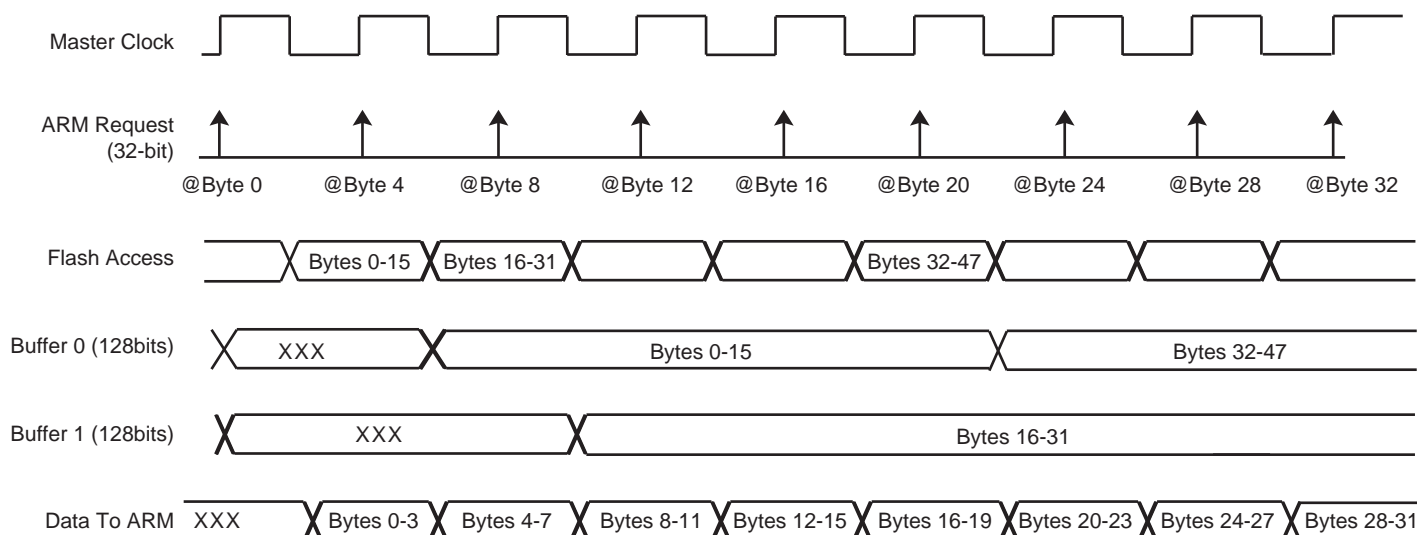 Master Clock
ARM Request
(32-bit)
@Byte 0 @Byte 4 @Byte 8 @Byte 12 @Byte 16 @Byte 20 @Byte 24 @Byte 28 @Byte 32
Flash Access Bytes 0-15 Bytes 16-31 Bytes 32-47
Buffer 0 (128bits) XXX Bytes 0-15 Bytes 32-47
Buffer 1 (128bits) XXX Bytes 16-31
Data To ARM XXX Bytes 0-3 Bytes 4-7 Bytes 8-11 Bytes 12-15 Bytes 16-19 Bytes 20-23 Bytes 24-27 Bytes 28-31